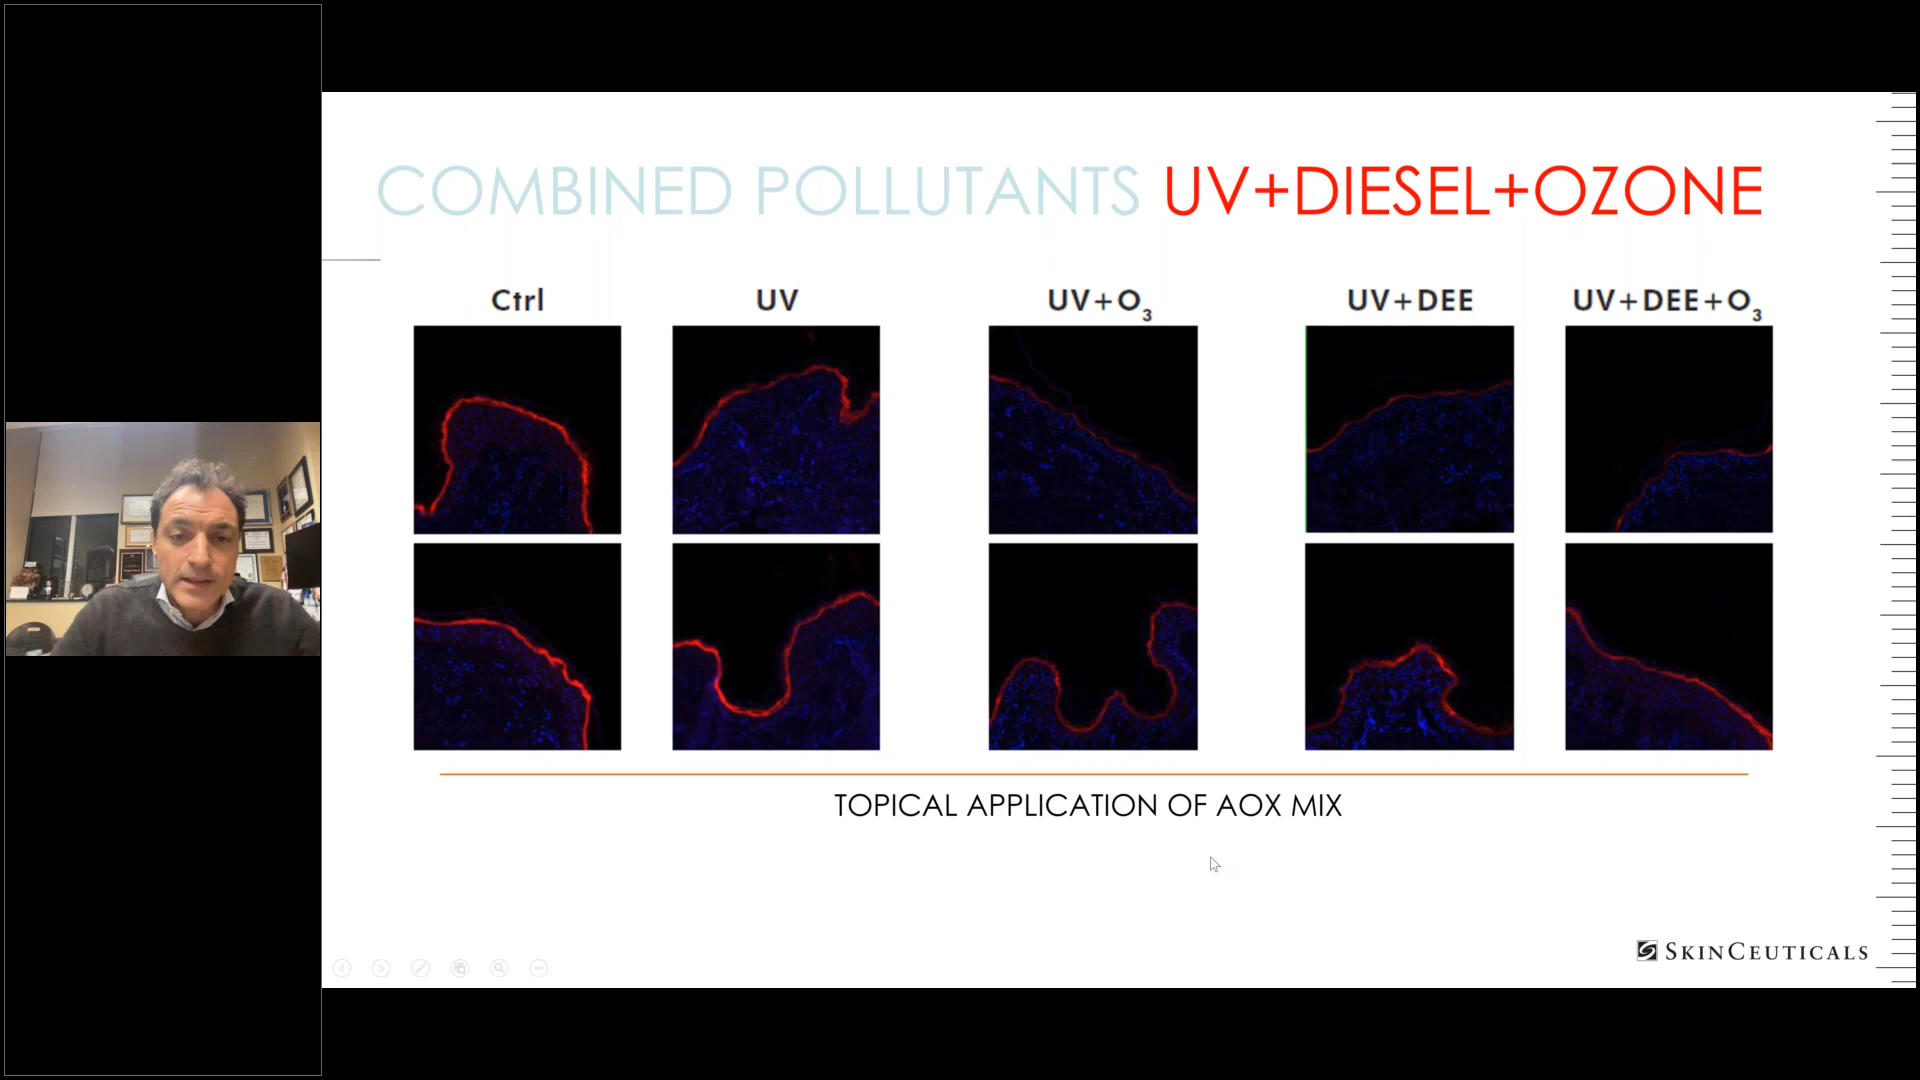 COMBINED POLLUTANTS UV+DIESEL+OZONE
Ctrl UV UV+O₃ UV+DEE UV+DEE+O₃
TOPICAL APPLICATION OF AOX MIX
SKINCEUTICALS